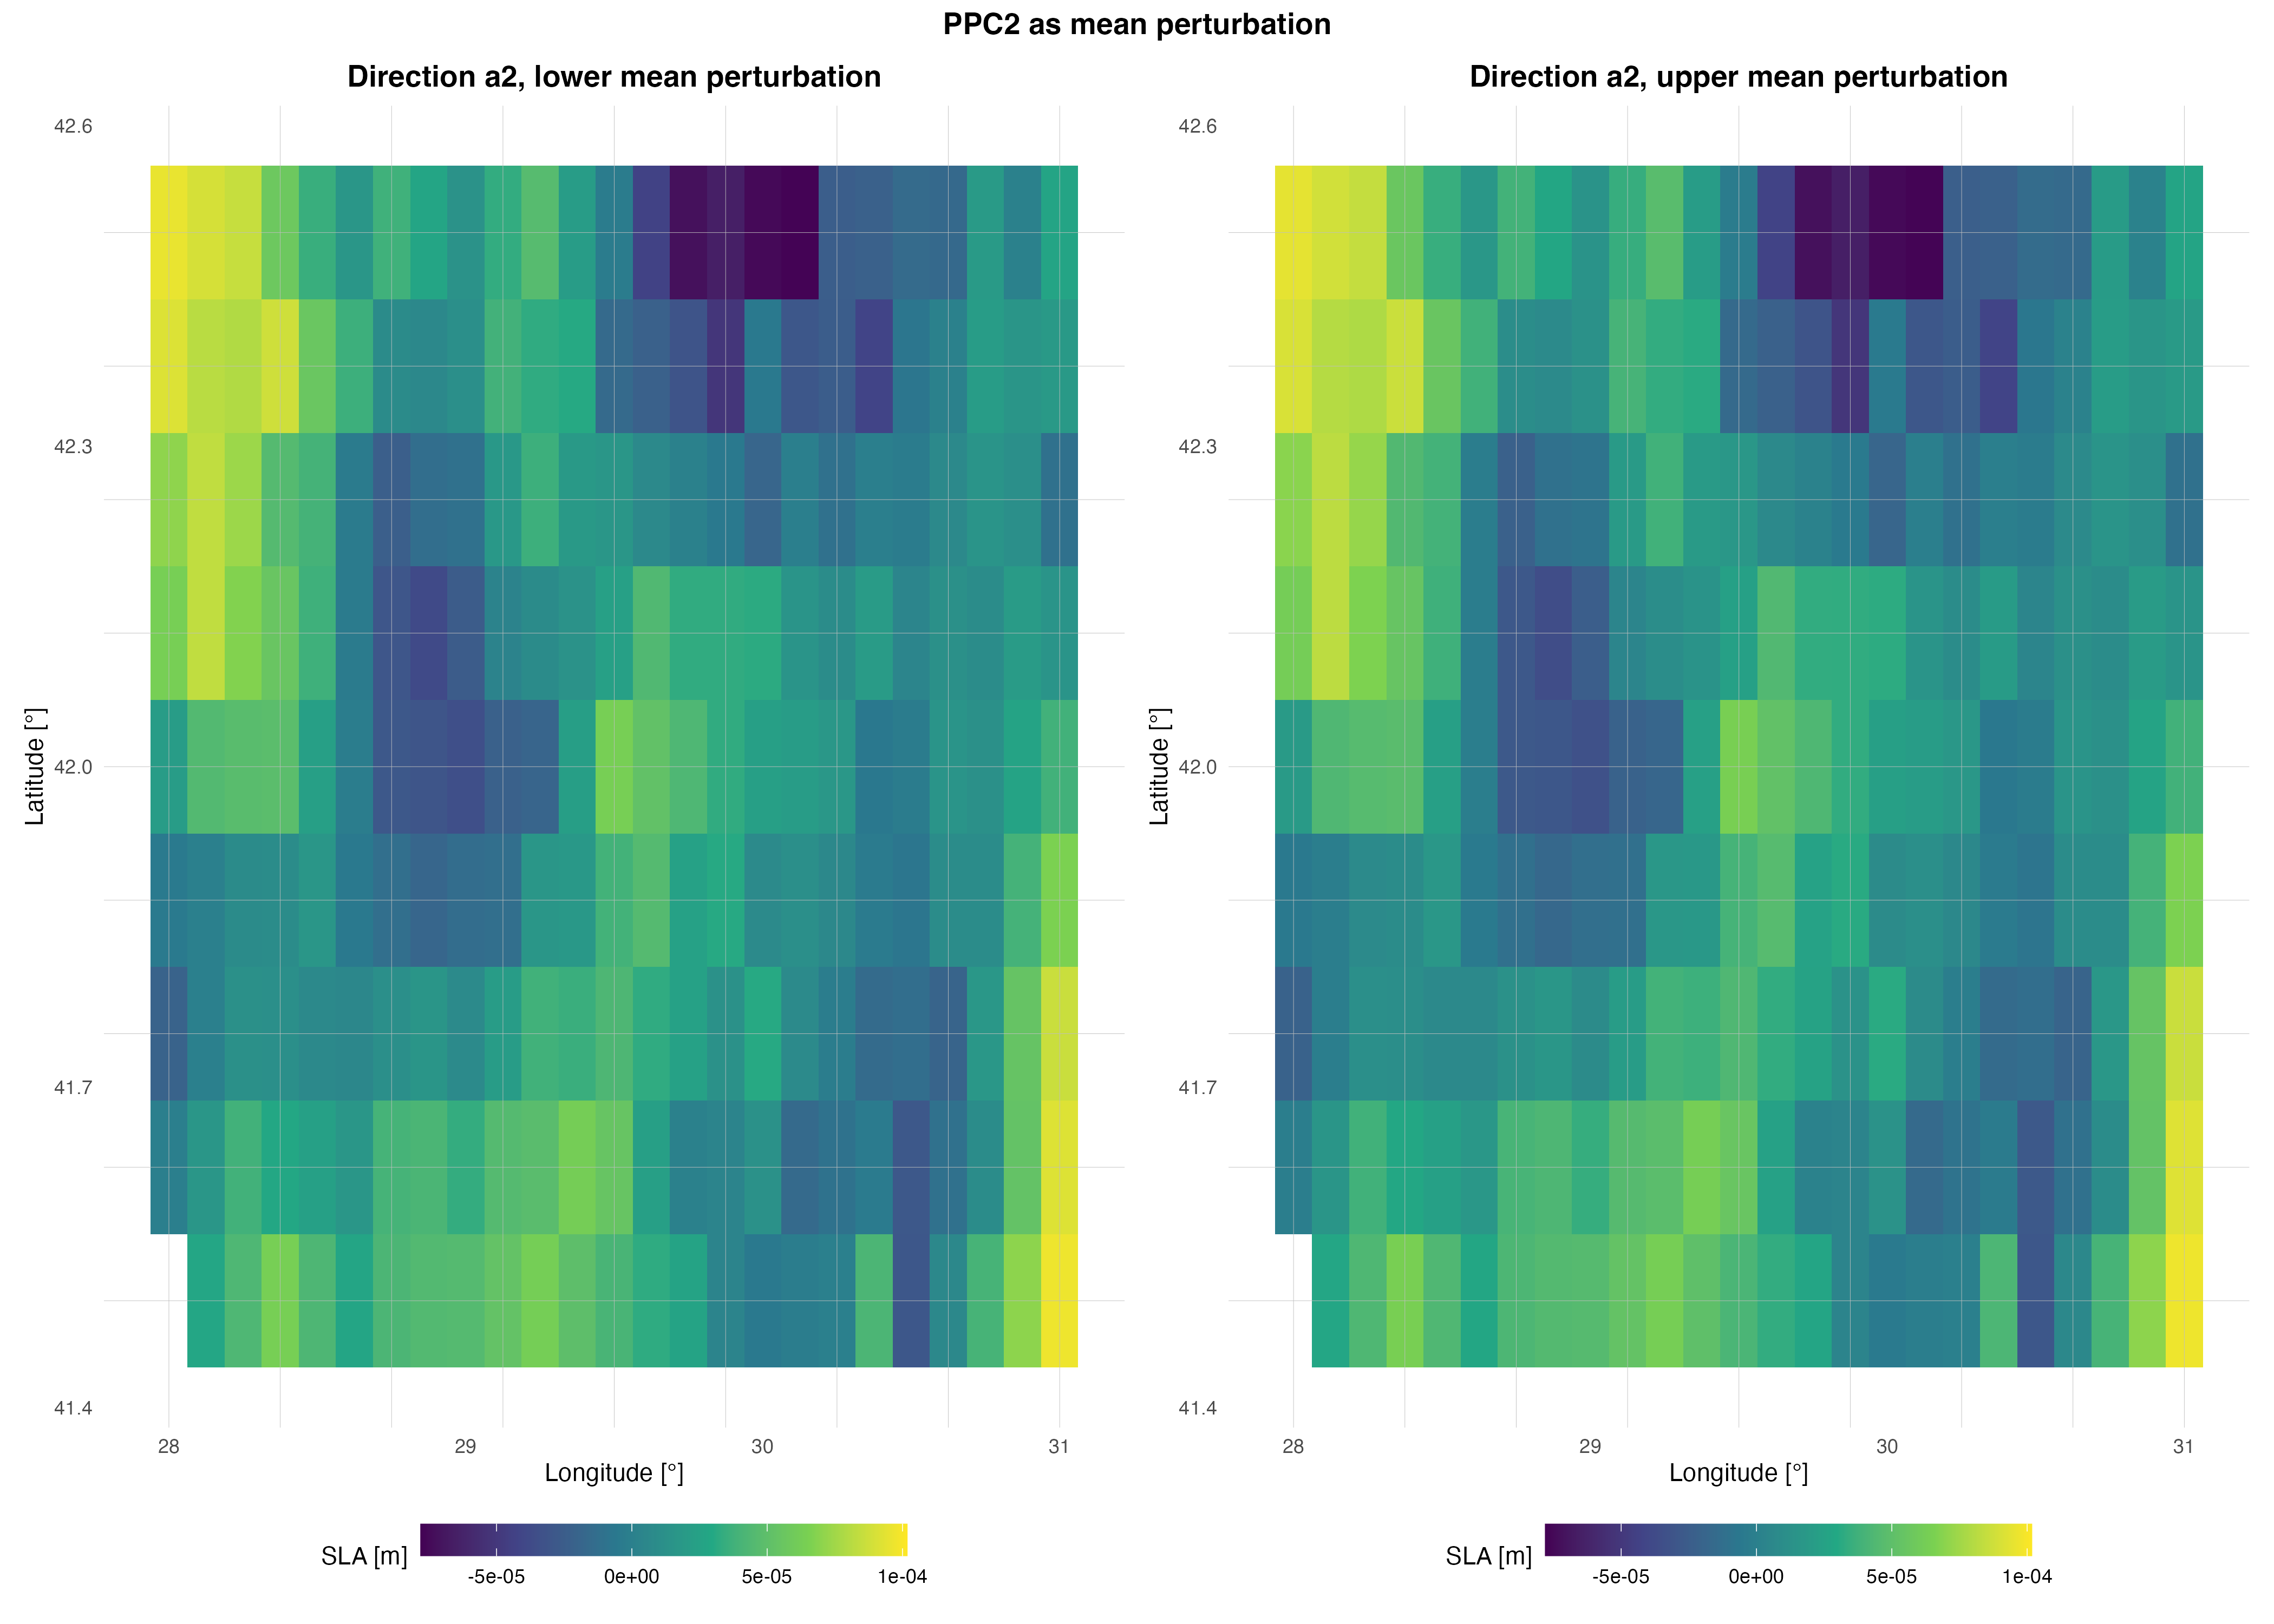 PPC2 as mean perturbation
Direction a2, lower mean perturbation
Direction a2, upper mean perturbation
Latitude [°]
42.6
42.3
42.0
41.7
41.4
28 29 30 31
Longitude [°]
SLA [m]
-5e-05 0e+00 5e-05 1e-04
Latitude [°]
42.6
42.3
42.0
41.7
41.4
28 29 30 31
Longitude [°]
SLA [m]
-5e-05 0e+00 5e-05 1e-04